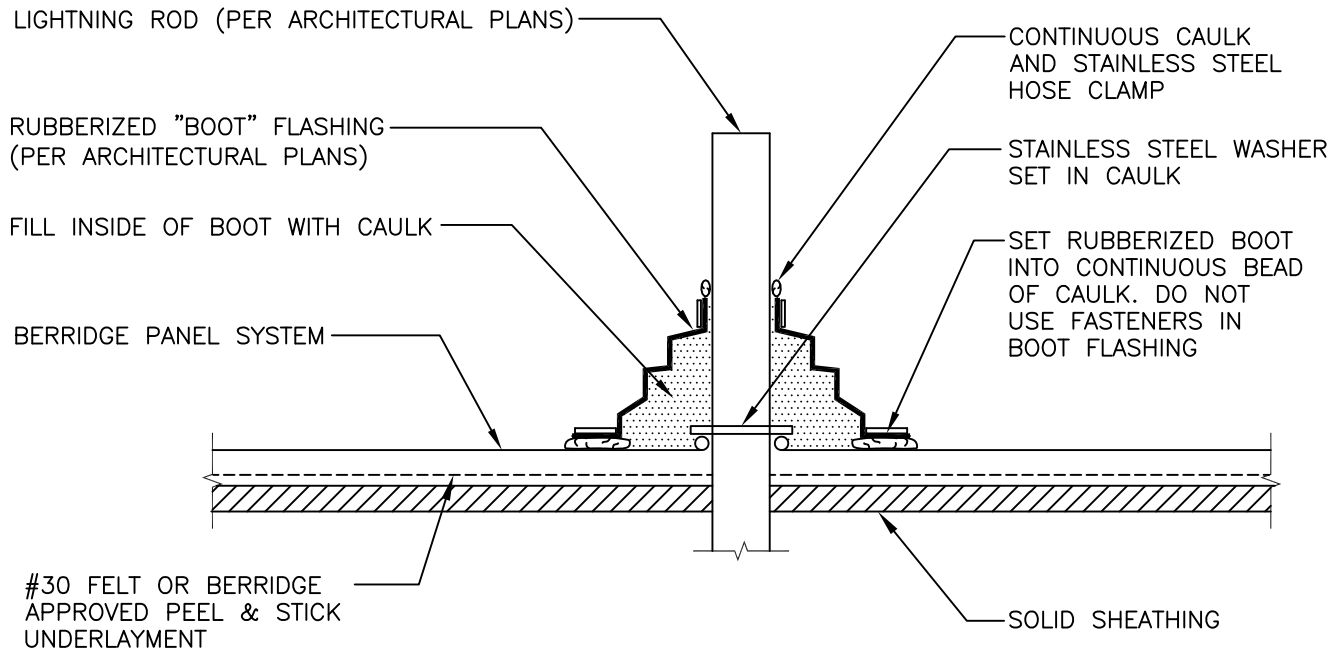 LIGHTNING ROD (PER ARCHITECTURAL PLANS)
RUBBERIZED "BOOT" FLASHING
(PER ARCHITECTURAL PLANS)
FILL INSIDE OF BOOT WITH CAULK
BERRIDGE PANEL SYSTEM
#30 FELT OR BERRIDGE
APPROVED PEEL & STICK
UNDERLAYMENT
CONTINUOUS CAULK
AND STAINLESS STEEL
HOSE CLAMP
STAINLESS STEEL WASHER
SET IN CAULK
SET RUBBERIZED BOOT
INTO CONTINUOUS BEAD
OF CAULK. DO NOT
USE FASTENERS IN
BOOT FLASHING
SOLID SHEATHING